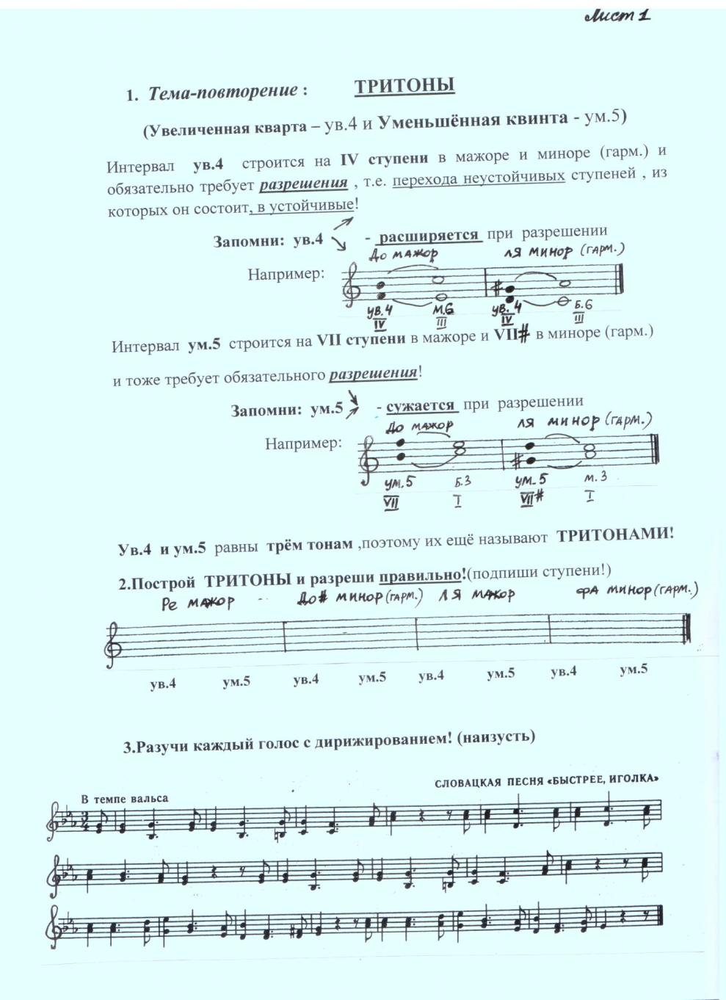 Лист 1
1. Тема-повторение : ТРИТОНЫ
(Увеличенная кварта – ув.4 и Уменьшённая квинта - ум.5)
Интервал ув.4 строится на IV ступени в мажоре и миноре (гарм.) и
обязательно требует разрешения , т.е. перехода неустойчивых ступеней , из
которых он состоит, в устойчивые!
Запомни: ув.4 - расширяется при разрешении
До мажор ля минор (гарм.)
Например:
ув.4 м.6 ув.4 б.6
IV III IV III
Интервал ум.5 строится на VII ступени в мажоре и VII# в миноре (гарм.)
и тоже требует обязательного разрешения!
Запомни: ум.5 - сужается при разрешении
До мажор ля минор (гарм.)
Например:
ум.5 б.3 ум.5 м.3
VII I VII# I
Ув.4 и ум.5 равны трём тонам ,поэтому их ещё называют ТРИТОНАМИ!
2.Построй ТРИТОНЫ и разреши правильно!(подпиши ступени!)
Ре мажор До# минор (гарм.) Ля мажор фа минор (гарм.)
ув.4 ум.5 ув.4 ум.5 ув.4 ум.5 ув.4 ум.5
3.Разучи каждый голос с дирижированием! (наизусть)
СЛОВАЦКАЯ ПЕСНЯ «БЫСТРЕЕ, ИГОЛКА»
В темпе вальса
3
4